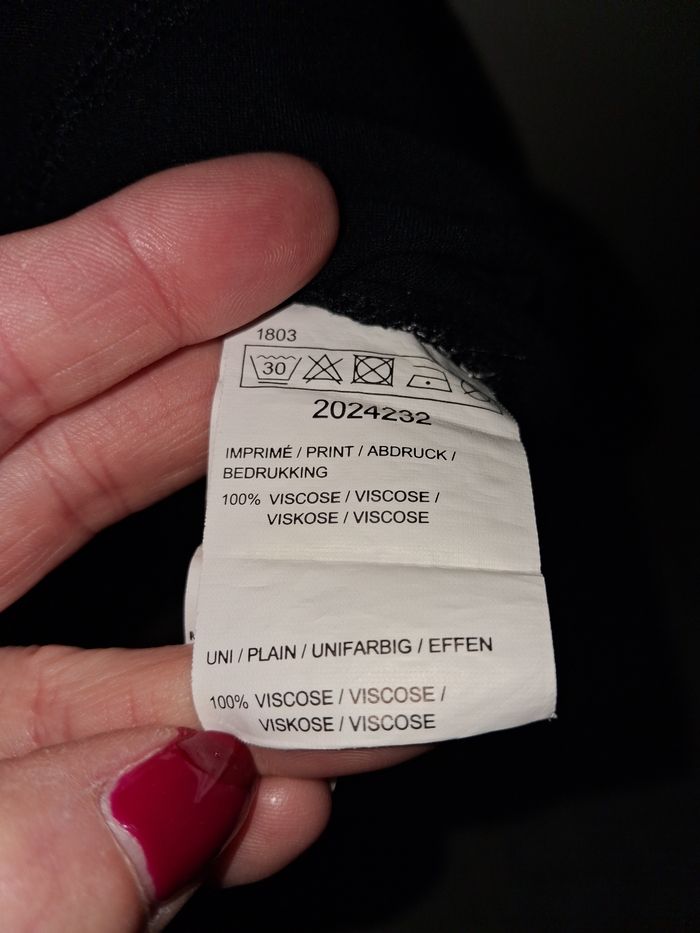 1803
30
2024232
IMPRIMÉ / PRINT / ABDRUCK /
BEDRUKKING
100% VISCOSE / VISCOSE /
VISKOSE / VISCOSE
UNI / PLAIN / UNIFARBIG / EFFEN
100% VISCOSE / VISCOSE /
VISKOSE / VISCOSE